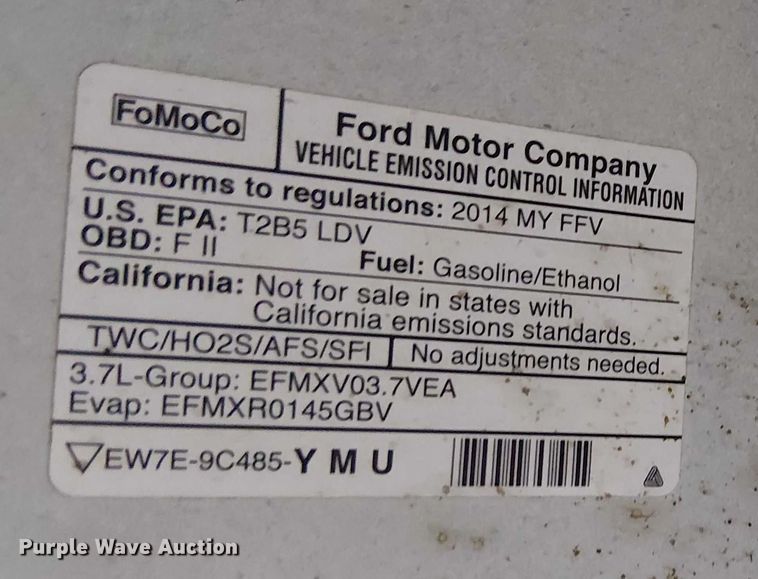 FoMoCo
Ford Motor Company
VEHICLE EMISSION CONTROL INFORMATION
Conforms to regulations: 2014 MY FFV
U.S. EPA: T2B5 LDV
OBD: F II
Fuel: Gasoline/Ethanol
California: Not for sale in states with
California emissions standards.
TWC/HO2S/AFS/SFI
No adjustments needed.
3.7L-Group: EFMXV03.7VEA
Evap: EFMXR0145GBV
EW7E-9C485-Y M U
Purple Wave Auction